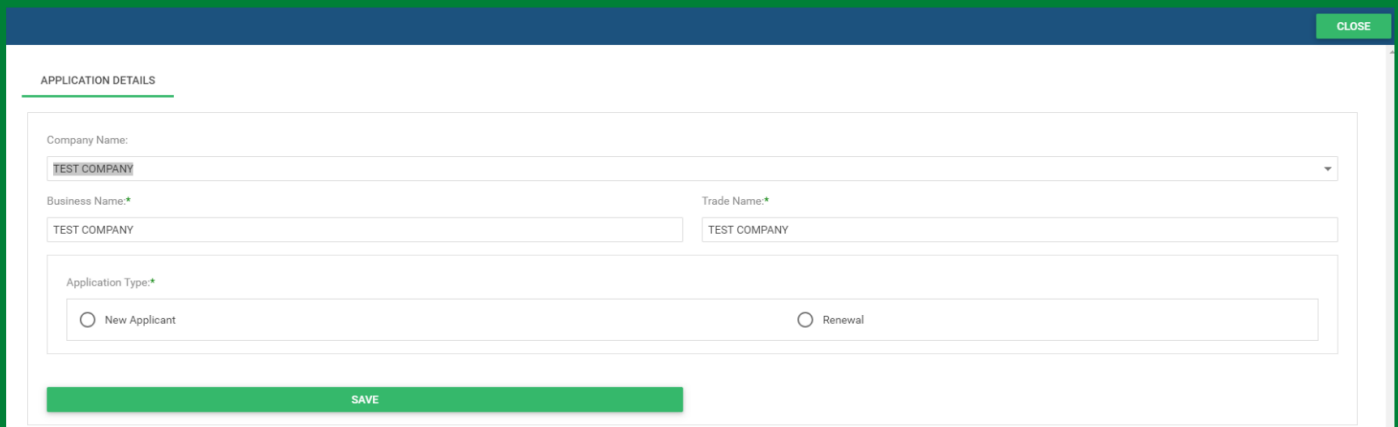 CLOSE
APPLICATION DETAILS
Company Name:
TEST COMPANY
Business Name:* Trade Name:*
TEST COMPANY TEST COMPANY
Application Type:*
New Applicant Renewal
SAVE